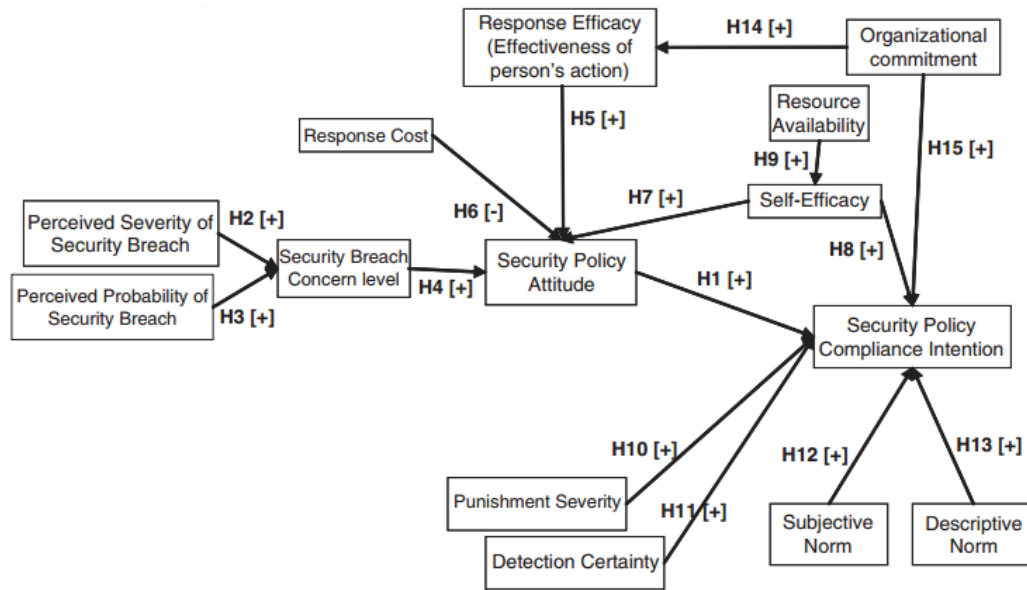 Response Efficacy
(Effectiveness of
person's action)
H14 [+]
Organizational
commitment
Resource
Availability
H5 [+]
Response Cost
H9 [+]
H15 [+]
H7 [+]
Self-Efficacy
H6 [-]
Perceived Severity of
Security Breach
H2 [+]
H8 [+]
Security Breach
Concern level
Security Policy
Attitude
H4 [+]
H1 [+]
Perceived Probability of
Security Breach
H3 [+]
Security Policy
Compliance Intention
H10 [+]
H12 [+]
H13 [+]
Punishment Severity
H11 [+]
Subjective
Norm
Descriptive
Norm
Detection Certainty